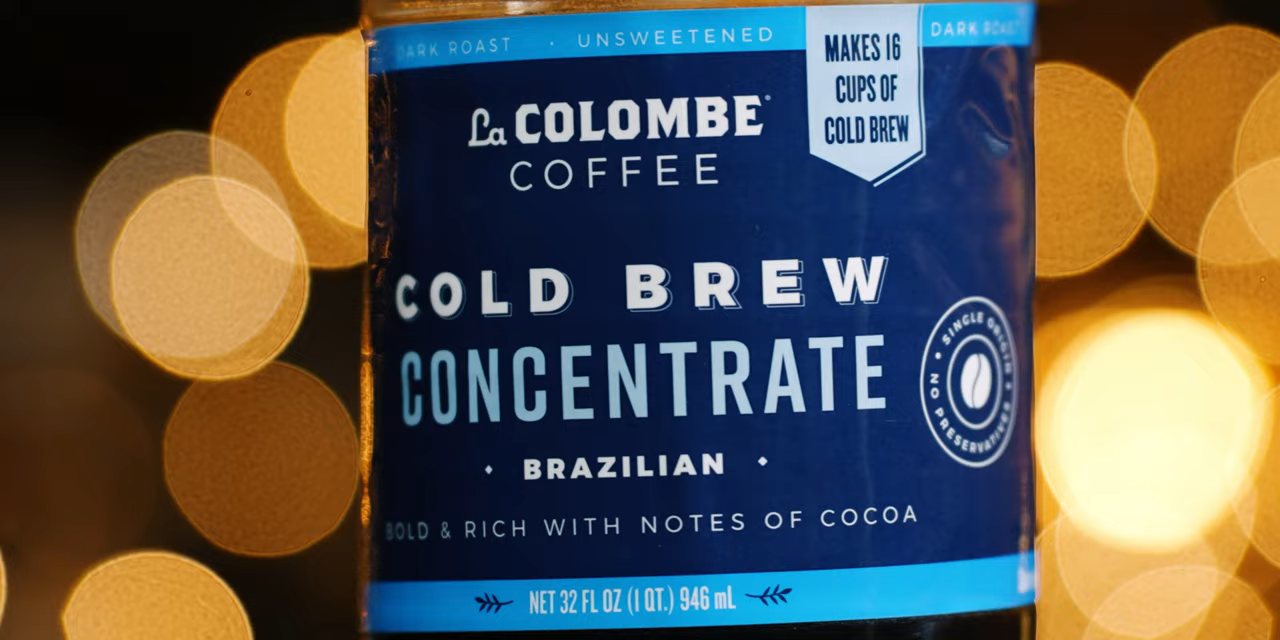 DARK ROAST · UNSWEETENED
DARK ROAST
MAKES 16
CUPS OF
COLD BREW
La COLOMBE®
COFFEE
COLD BREW
CONCENTRATE
SINGLE ORIGIN • NO PRESERVATIVES •
• BRAZILIAN •
BOLD & RICH WITH NOTES OF COCOA
NET 32 FL OZ (1 QT.) 946 mL